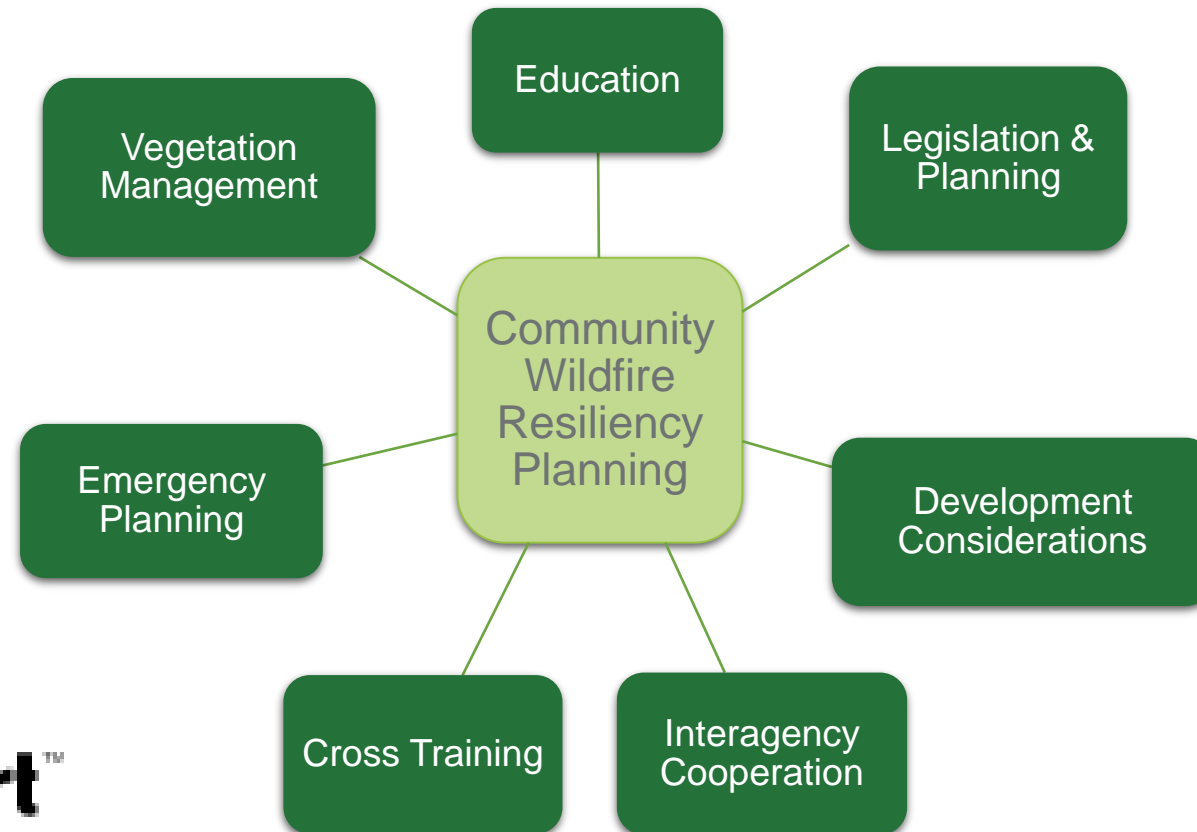 Education
Legislation &
Planning
Vegetation
Management
Community
Wildfire
Resiliency
Planning
Development
Considerations
Emergency
Planning
Cross Training
Interagency
Cooperation